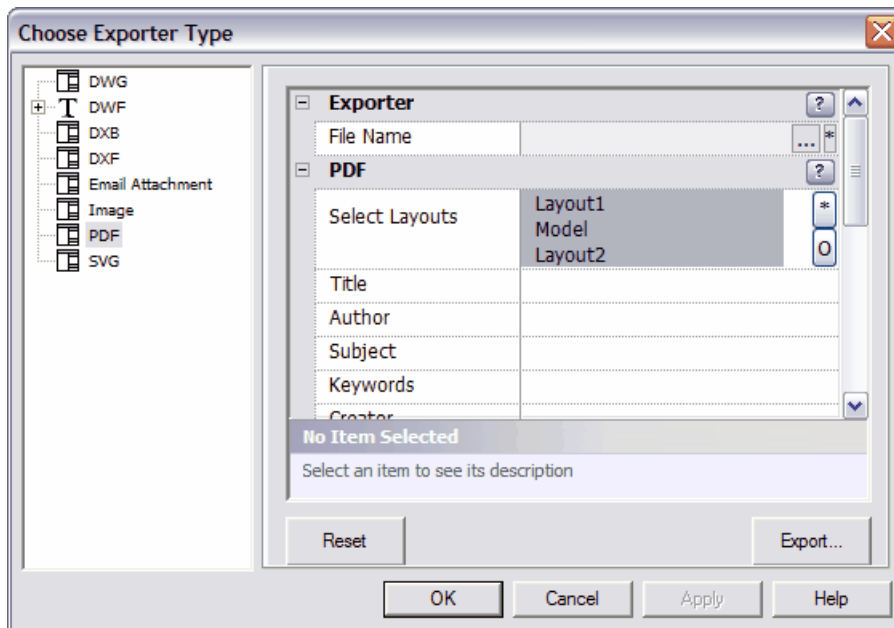 Choose Exporter Type
DWG
DWF
DXB
DXF
Email Attachment
Image
PDF
SVG
Exporter
?
File Name
... *
PDF
?
Select Layouts
Layout1
Model
Layout2
*
O
Title
Author
Subject
Keywords
Creator
No Item Selected
Select an item to see its description
Reset
Export...
OK
Cancel
Apply
Help